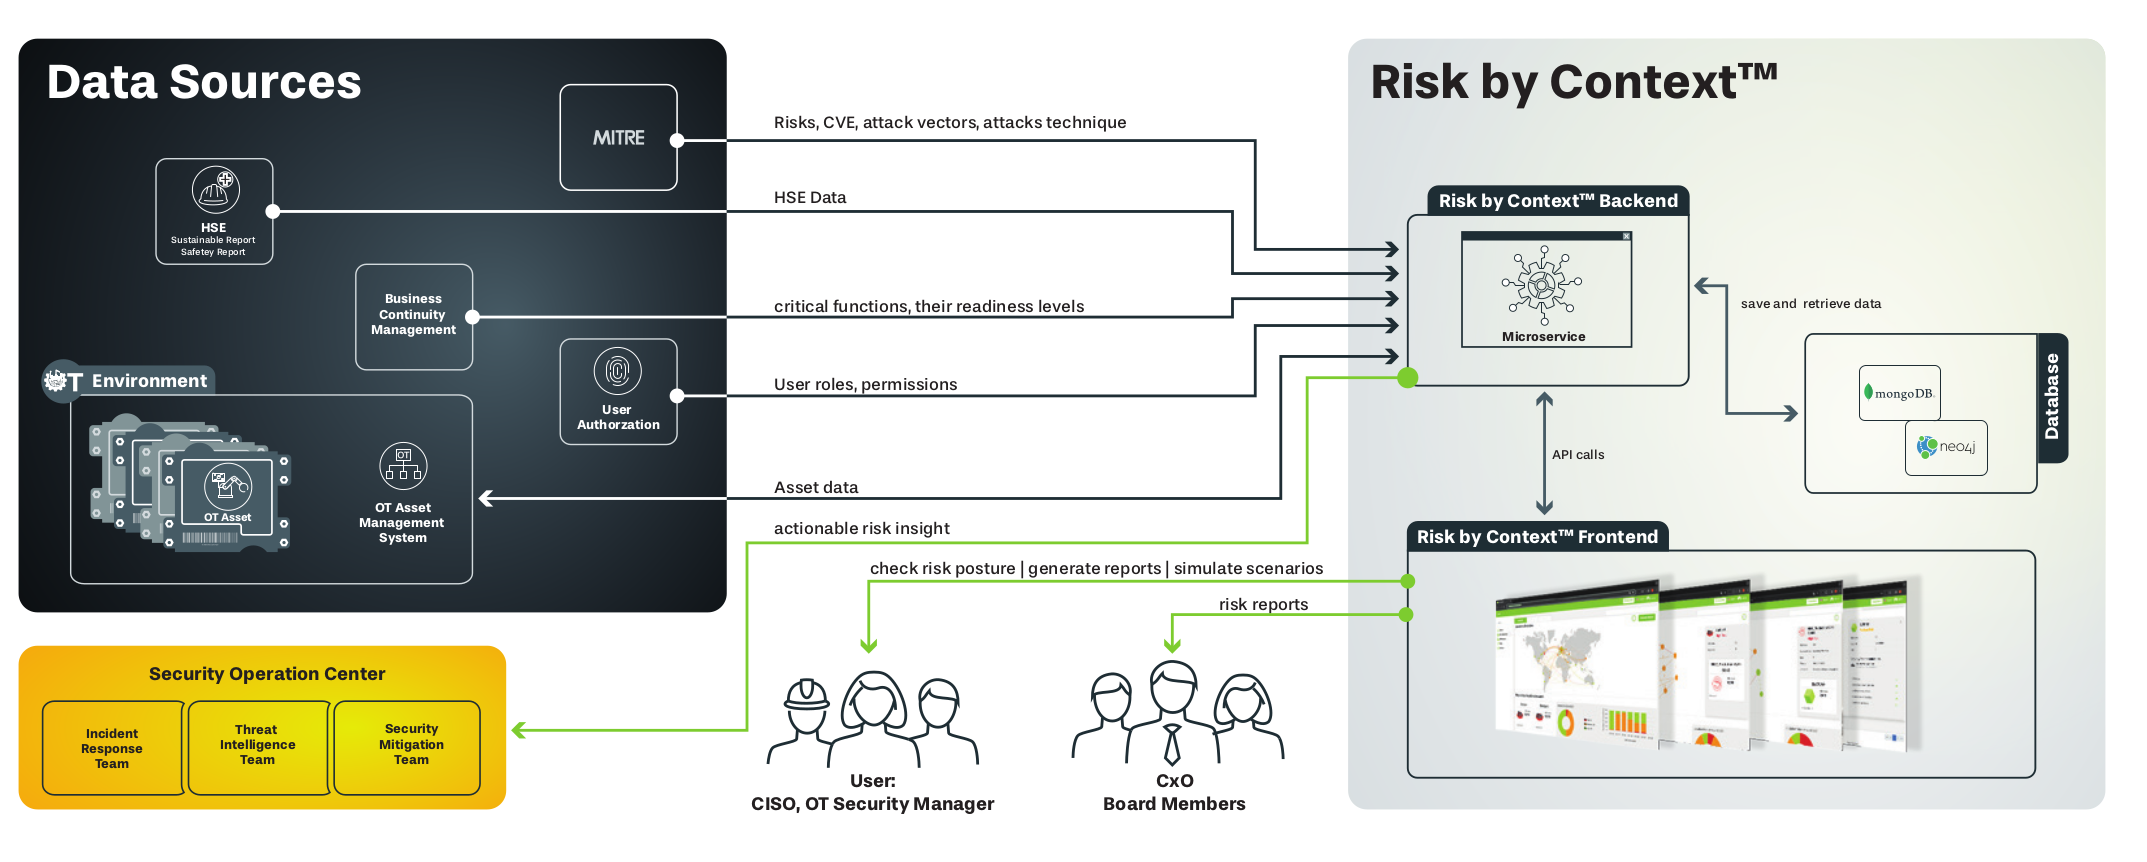 Data Sources
MITRE
HSE
Sustainable Report
Safetey Report
Business
Continuity
Management
User
Authorzation
OT Environment
OT Asset
OT
OT Asset
Management
System
Risks, CVE, attack vectors, attacks technique
HSE Data
critical functions, their readiness levels
User roles, permissions
Asset data
actionable risk insight
check risk posture | generate reports | simulate scenarios
risk reports
Risk by Context™
Risk by Context™ Backend
Microservice
save and retrieve data
Database
mongoDB
neo4j
API calls
Risk by Context™ Frontend
Security Operation Center
Incident
Response
Team
Threat
Intelligence
Team
Security
Mitigation
Team
User:
CISO, OT Security Manager
CxO
Board Members